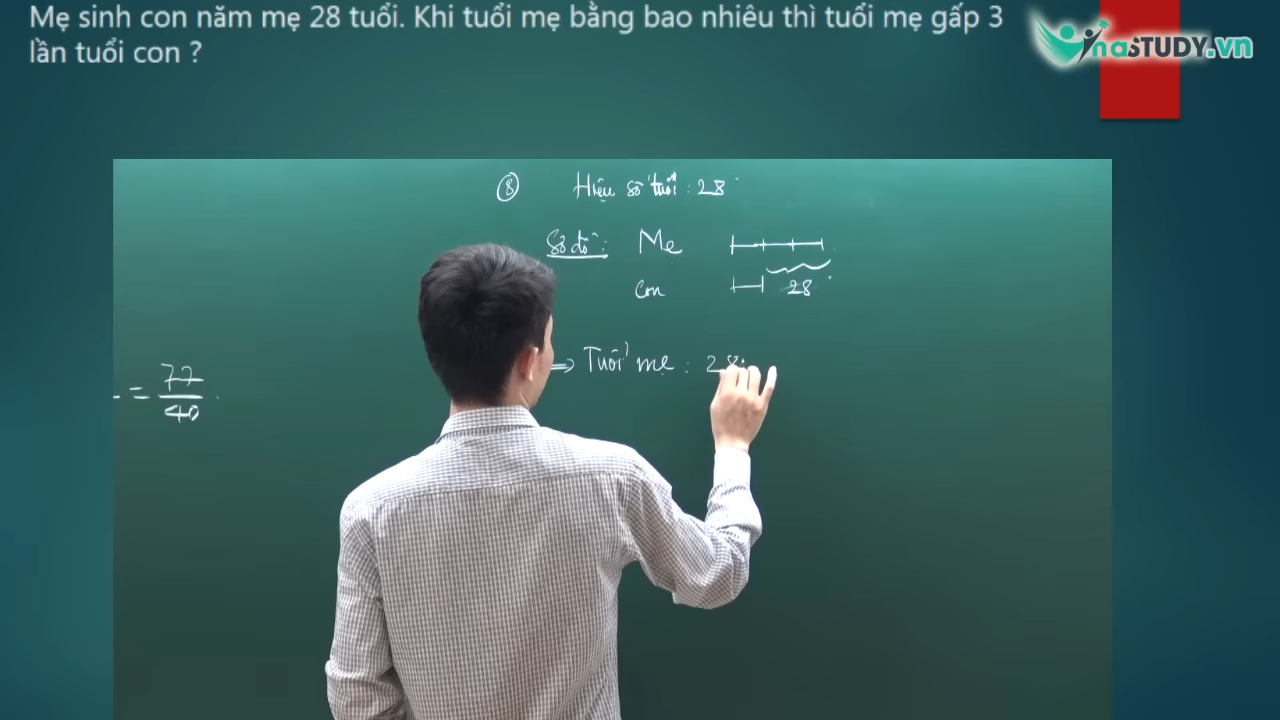 Mẹ sinh con năm mẹ 28 tuổi. Khi tuổi mẹ bằng bao nhiêu thì tuổi mẹ gấp 3
lần tuổi con ?
inaSTUDY.vn
8 Hiệu số tuổi : 28
Sơ đồ : Mẹ
Con 28
=> Tuổi mẹ : 28:
= 77
40